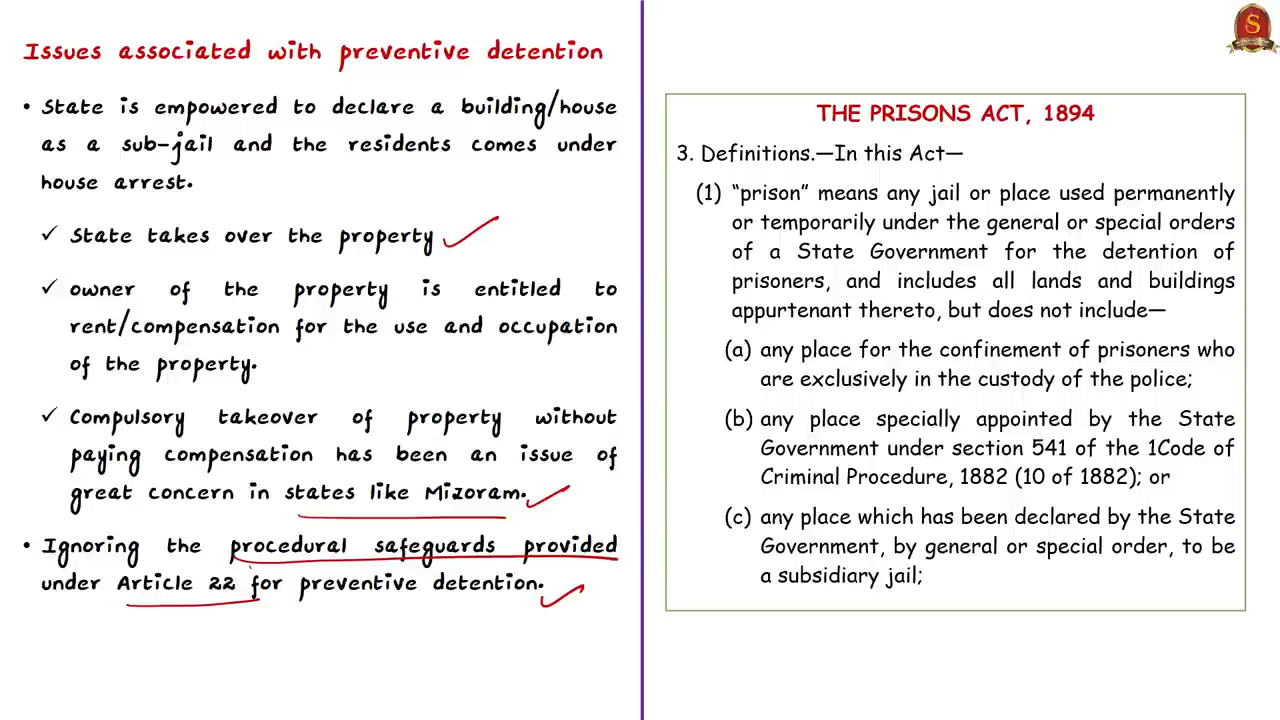 Issues associated with preventive detention
• State is empowered to declare a building/house
as a sub-jail and the residents comes under
house arrest.
✓ State takes over the property
✓ owner of the property is entitled to
rent/compensation for the use and occupation
of the property.
✓ Compulsory takeover of property without
paying compensation has been an issue of
great concern in states like Mizoram.
• Ignoring the procedural safeguards provided
under Article 22 for preventive detention.
S
THE PRISONS ACT, 1894
3. Definitions.—In this Act—
(1) “prison” means any jail or place used permanently
or temporarily under the general or special orders
of a State Government for the detention of
prisoners, and includes all lands and buildings
appurtenant thereto, but does not include—
(a) any place for the confinement of prisoners who
are exclusively in the custody of the police;
(b) any place specially appointed by the State
Government under section 541 of the 1Code of
Criminal Procedure, 1882 (10 of 1882); or
(c) any place which has been declared by the State
Government, by general or special order, to be
a subsidiary jail;